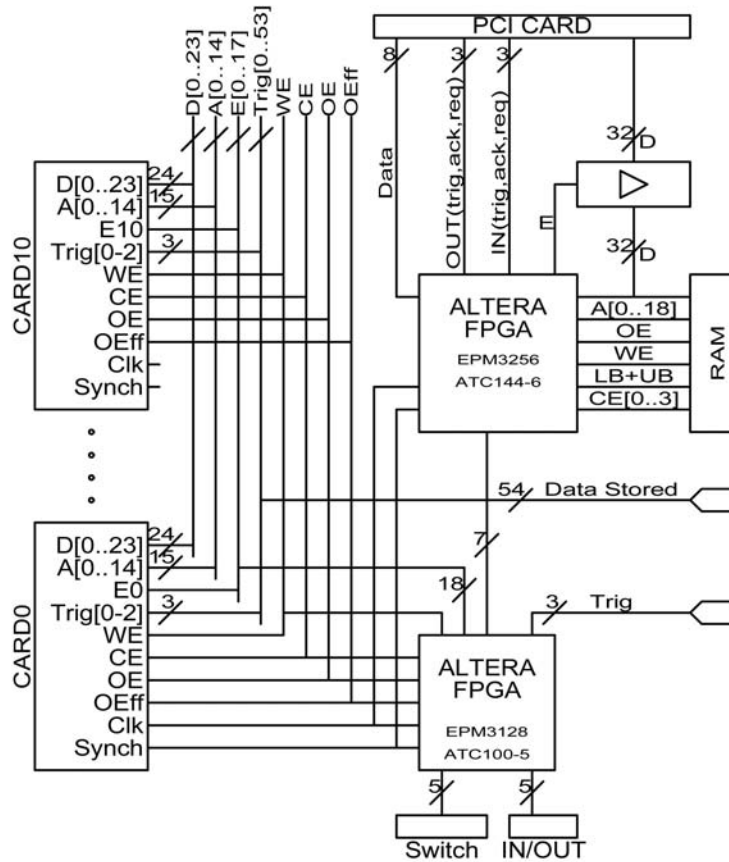 PCI CARD
8
3
3
32
D
Data
OUT(trig,ack,req)
IN(trig,ack,req)
E
32
D
D[0..23]
A[0..14]
E[0..17]
Trig[0..53]
WE
CE
OE
OEff
CARD10
D[0..23]
24
A[0..14]
15
E10
Trig[0-2]
3
WE
CE
OE
OEff
Clk
Synch
ALTERA
FPGA
EPM3256
ATC144-6
A[0..18]
OE
WE
LB+UB
CE[0..3]
RAM
54
Data Stored
7
18
3
Trig
CARD0
D[0..23]
24
A[0..14]
15
E0
Trig[0-2]
3
WE
CE
OE
OEff
Clk
Synch
ALTERA
FPGA
EPM3128
ATC100-5
5
5
Switch
IN/OUT